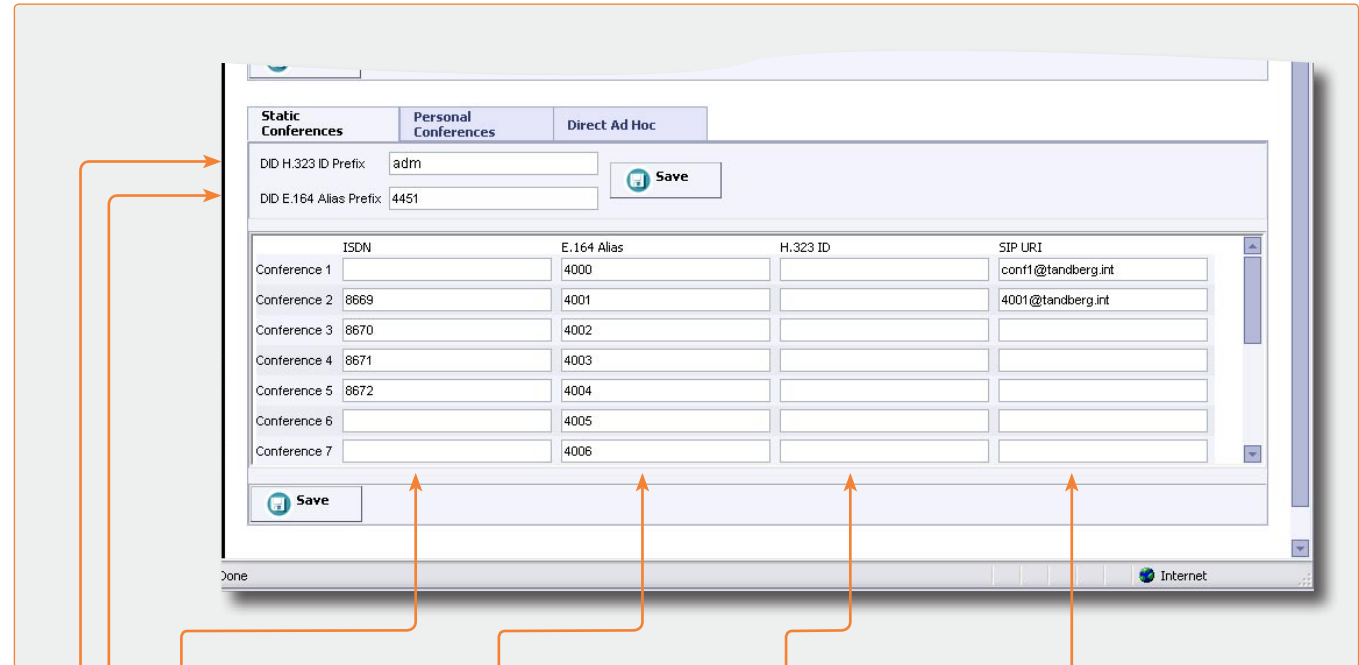 Static Conferences
Personal Conferences
Direct Ad Hoc
DID H.323 ID Prefix adm
Save
DID E.164 Alias Prefix 4451
ISDN E.164 Alias H.323 ID SIP URI
Conference 1 4000 conf1@tandberg.int
Conference 2 8669 4001 4001@tandberg.int
Conference 3 8670 4002
Conference 4 8671 4003
Conference 5 8672 4004
Conference 6 4005
Conference 7 4006
Save
Done Internet